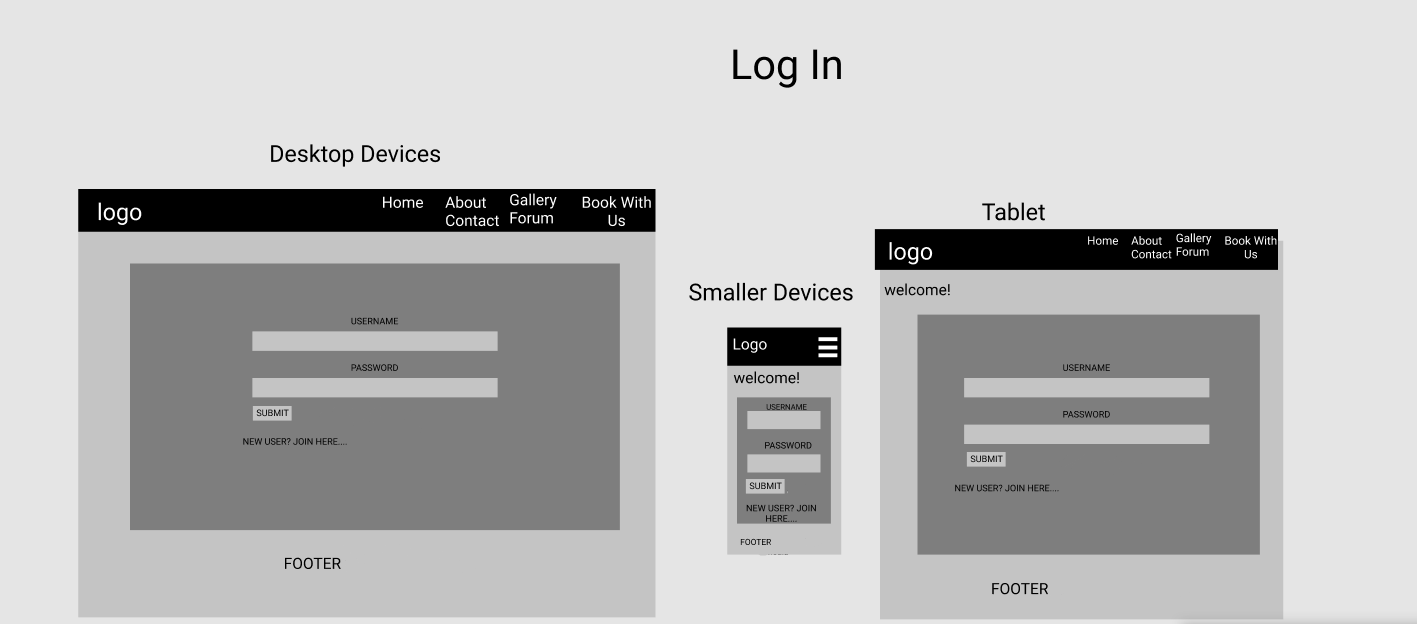 Log In
Desktop Devices
logo
Home
About
Contact
Gallery
Forum
Book With
Us
USERNAME
PASSWORD
SUBMIT
NEW USER? JOIN HERE....
FOOTER
Smaller Devices
Logo
welcome!
USERNAME
PASSWORD
SUBMIT
NEW USER? JOIN
HERE....
FOOTER
Tablet
logo
Home
About
Contact
Gallery
Forum
Book With
Us
welcome!
USERNAME
PASSWORD
SUBMIT
NEW USER? JOIN HERE....
FOOTER